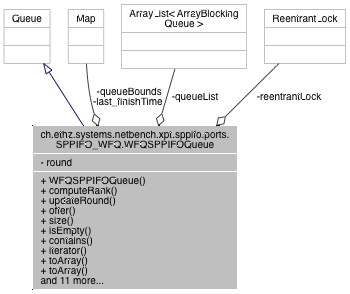 Queue
Map
ArrayList< ArrayBlocking
Queue >
ReentrantLock
-queueBounds
-last_finishTime
-queueList
-reentrantLock
ch.ethz.systems.netbench.xpt.sppifo.ports.
SPPIFO_WFQ.WFQSPPIFOQueue
- round
+ WFQSPPIFOQueue()
+ computeRank()
+ updateRound()
+ offer()
+ size()
+ isEmpty()
+ contains()
+ iterator()
+ toArray()
+ toArray()
and 11 more...